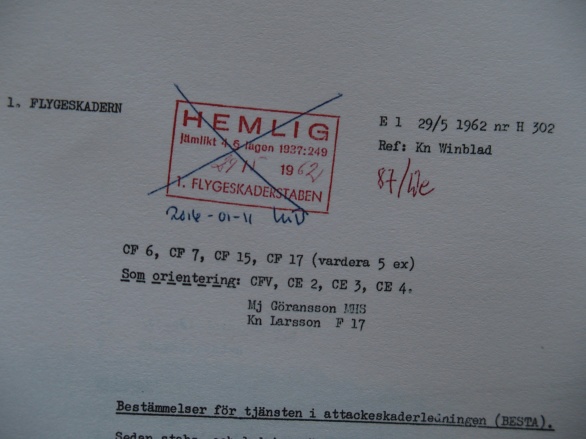 1. FLYGESKADERN
HEMLIG
jämlikt 4 § lagen 1937:249
29/5 1962
1. FLYGESKADERSTABEN
2016-01-11
E 1 29/5 1962 nr H 302
Ref: Kn Winblad
87/We
CF 6, CF 7, CF 15, CF 17 (vardera 5 ex)
Som orientering: CFV, CE 2, CE 3, CE 4.
Mj Göransson MHS
Kn Larsson F 17
Bestämmelser för tjänsten i attackeskaderledningen (BESTA).